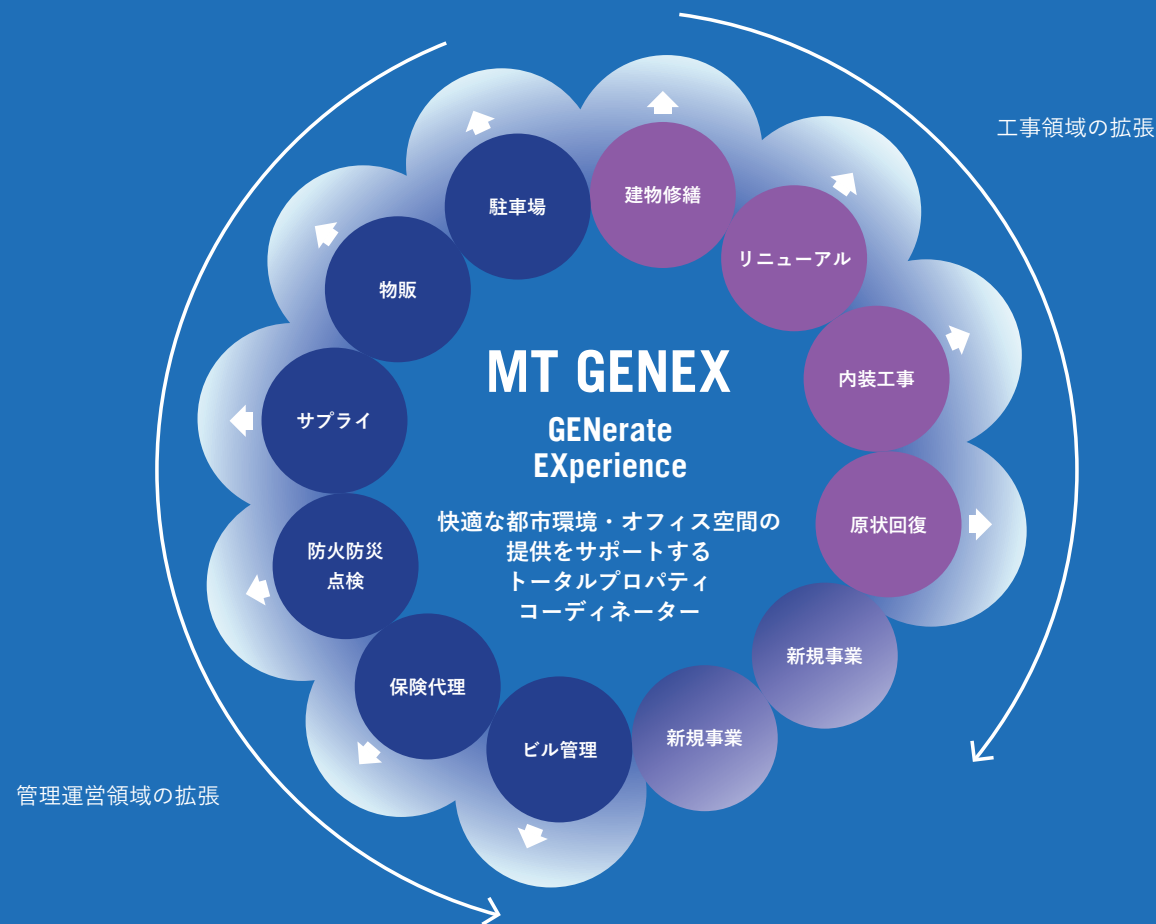 工事領域の拡張
建物修繕
リニューアル
内装工事
原状回復
新規事業
新規事業
ビル管理
保険代理
防火防災
点検
サプライ
物販
駐車場
MT GENEX
GENerate
EXperience
快適な都市環境・オフィス空間の
提供をサポートする
トータルプロパティ
コーディネーター
管理運営領域の拡張